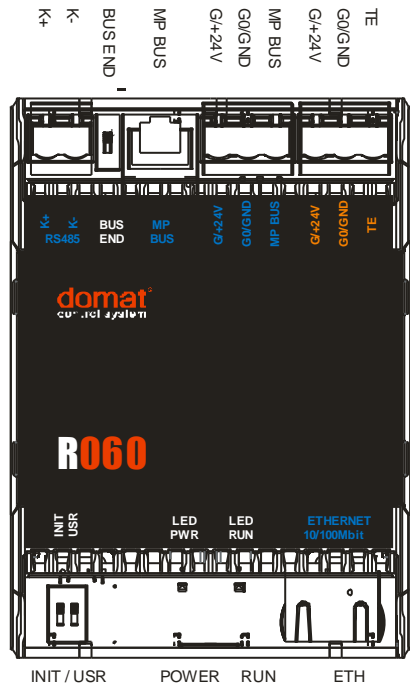 K+ K- BUS END MP BUS G/+24V G0/GND MP BUS G/+24V G0/GND TE
K+ K- BUS MP G/+24V G0/GND MP BUS G/+24V G0/GND TE
RS485 END BUS
domat
control system
R060
INIT USR LED LED ETHERNET
PWR RUN 10/100Mbit
INIT / USR POWER RUN ETH